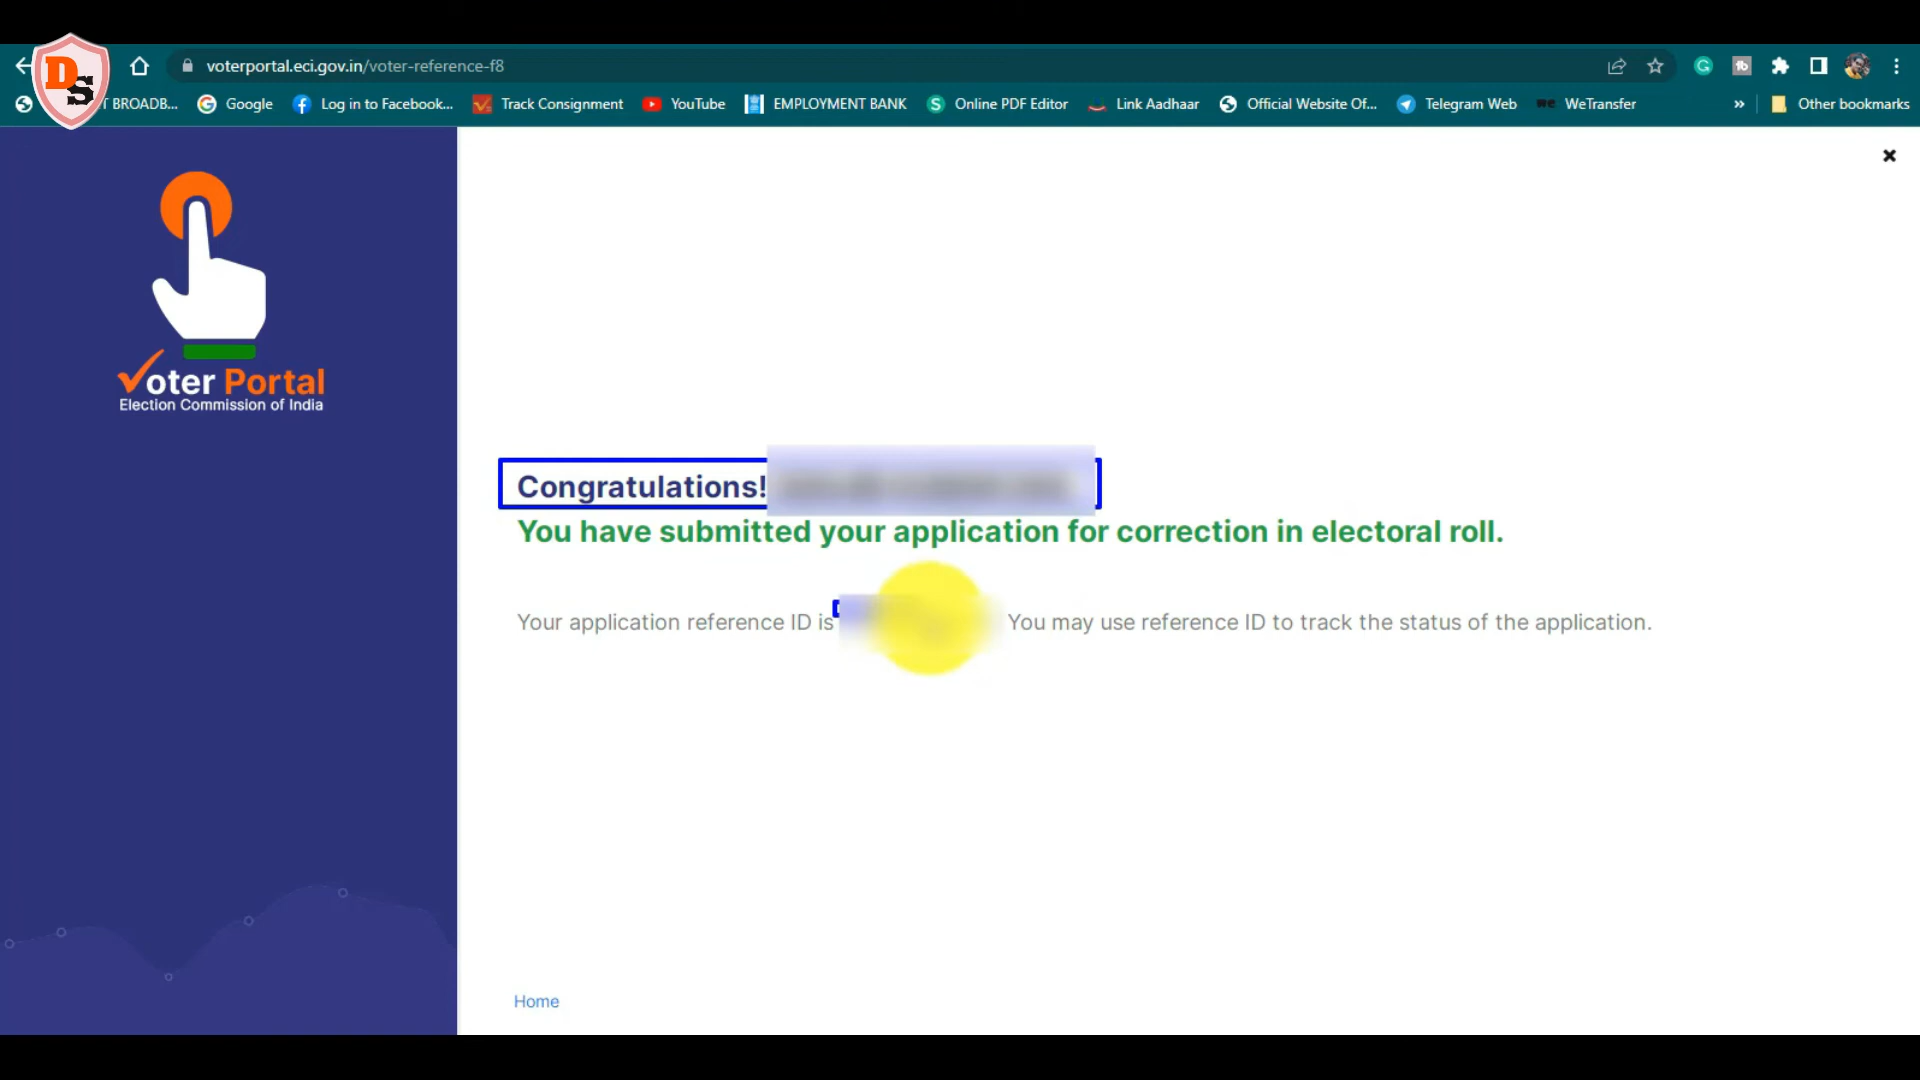 DS
voterportal.eci.gov.in/voter-reference-f8
T BROADB... Google Log in to Facebook... Track Consignment YouTube EMPLOYMENT BANK Online PDF Editor Link Aadhaar Official Website Of... Telegram Web WeTransfer » Other bookmarks
Voter Portal
Election Commission of India
Congratulations!
You have submitted your application for correction in electoral roll.
Your application reference ID is You may use reference ID to track the status of the application.
Home